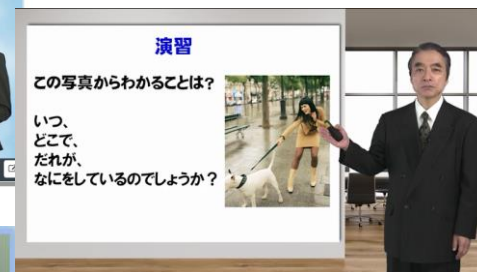 演習
この写真からわかることは？
いつ、
どこで、
だれが、
なにをしているのでしょうか？